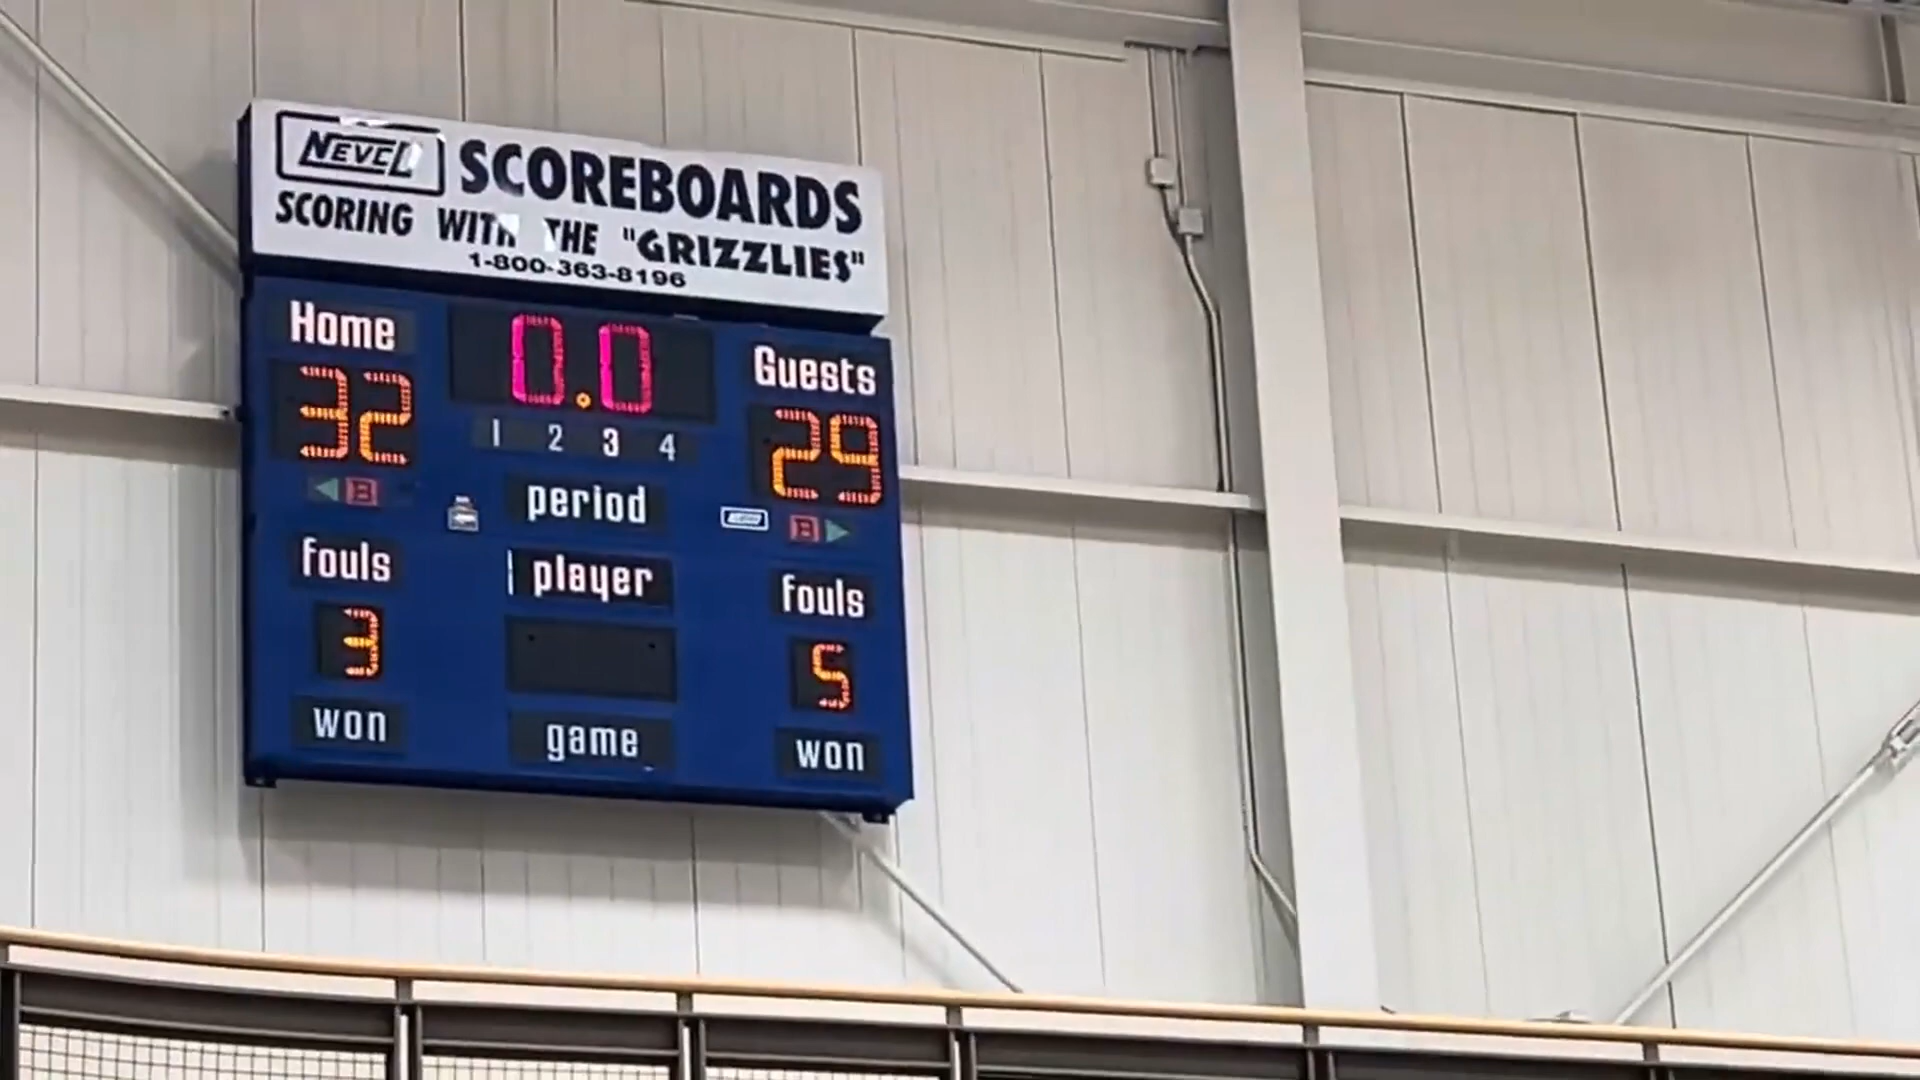 NEVCO SCOREBOARDS
SCORING WITH THE "GRIZZLIES"
1-800-363-8196
Home
0.0
Guests
32
29
1 2 3 4
B
period
B
fouls
player
fouls
3
5
won
game
won